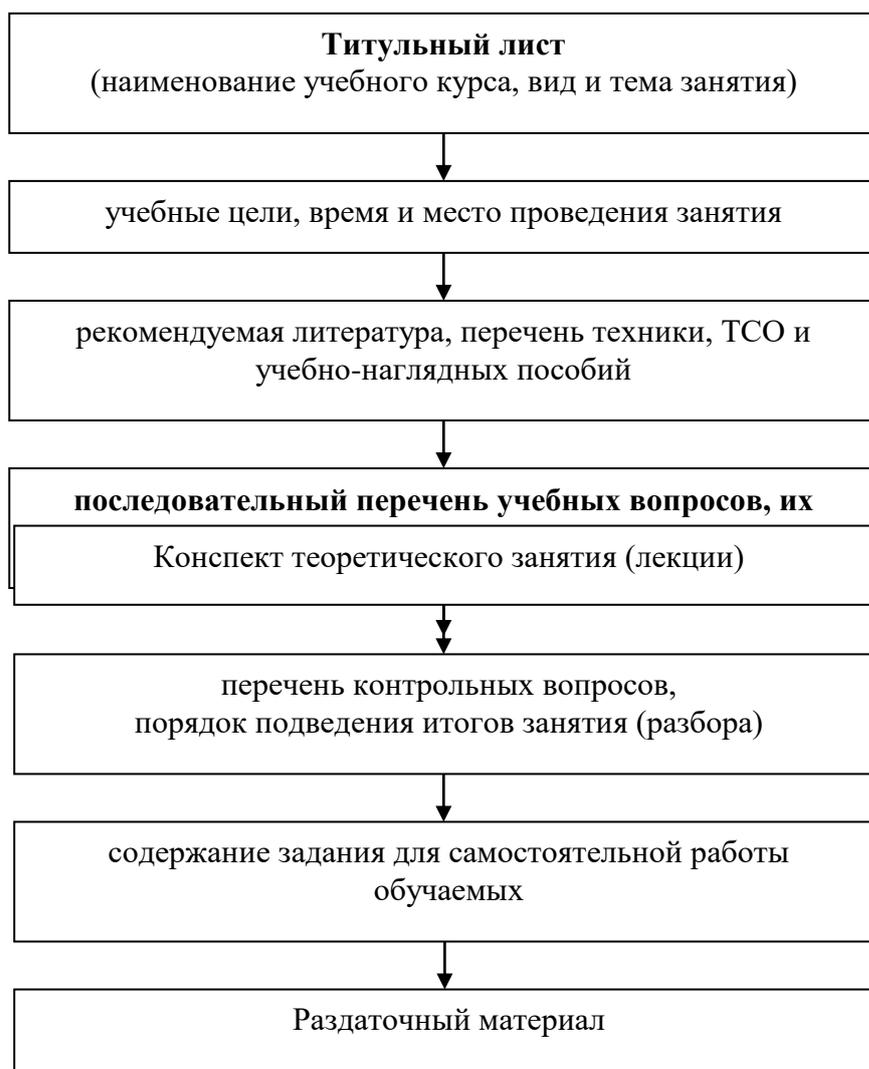 Титульный лист
(наименование учебного курса, вид и тема занятия)
учебные цели, время и место проведения занятия
рекомендуемая литература, перечень техники, ТСО и
учебно-наглядных пособий
последовательный перечень учебных вопросов, их
Конспект теоретического занятия (лекции)
перечень контрольных вопросов,
порядок подведения итогов занятия (разбора)
содержание задания для самостоятельной работы
обучаемых
Раздаточный материал